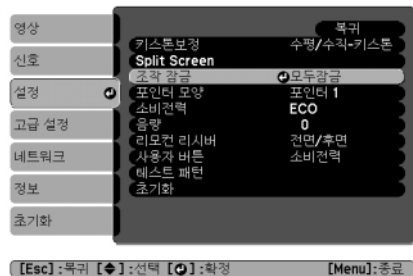 영상
신호
설정
고급 설정
네트워크
정보
초기화
복귀
키스톤보정 수평/수직-키스톤
Split Screen
조작 잠금 모두잠금
포인터 모양 포인터 1
소비전력 ECO
음량 0
리모컨 리시버 전면/후면
사용자 버튼 소비전력
테스트 패턴
초기화
[Esc]:복귀 [◆]:선택 [⏎]:확정 [Menu]:종료